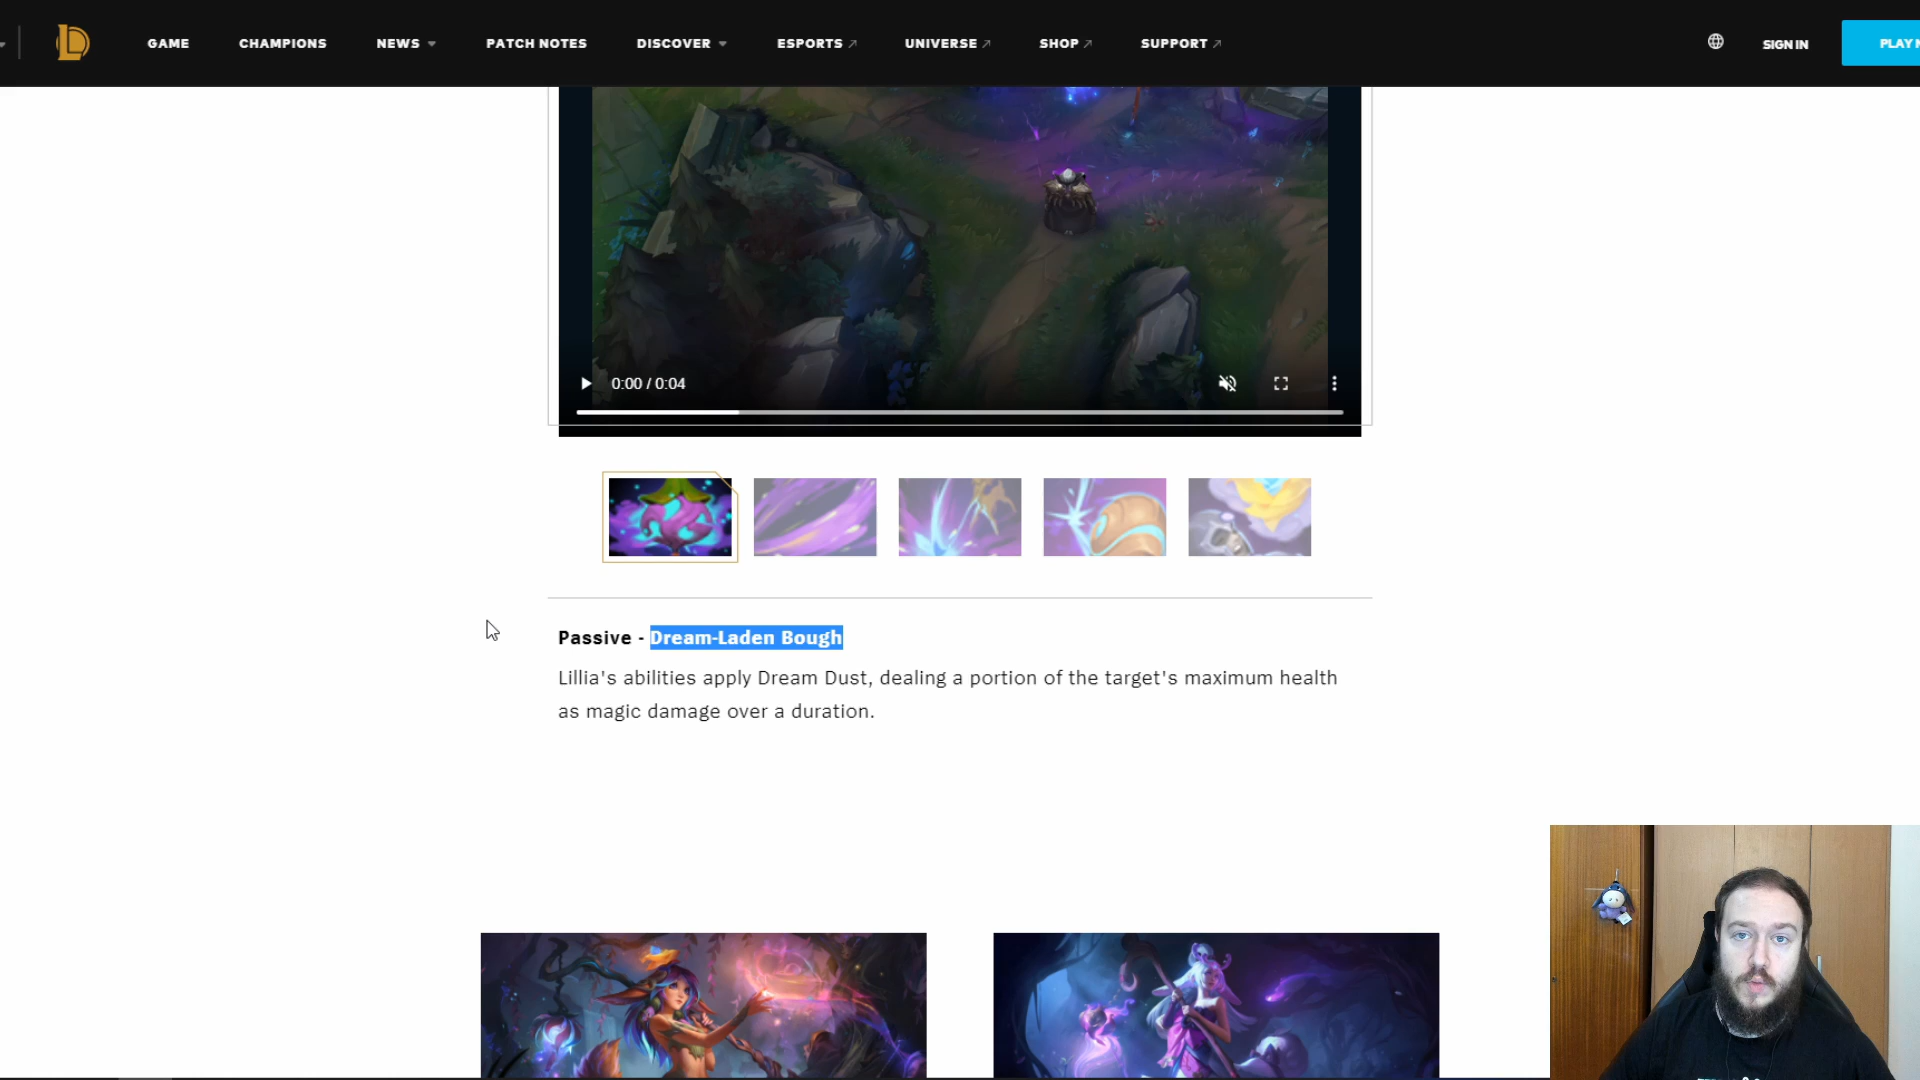 GAME CHAMPIONS NEWS PATCH NOTES DISCOVER ESPORTS UNIVERSE SHOP SUPPORT SIGN IN PLAY
0:00 / 0:04
Passive - Dream-Laden Bough
Lillia's abilities apply Dream Dust, dealing a portion of the target's maximum health
as magic damage over a duration.